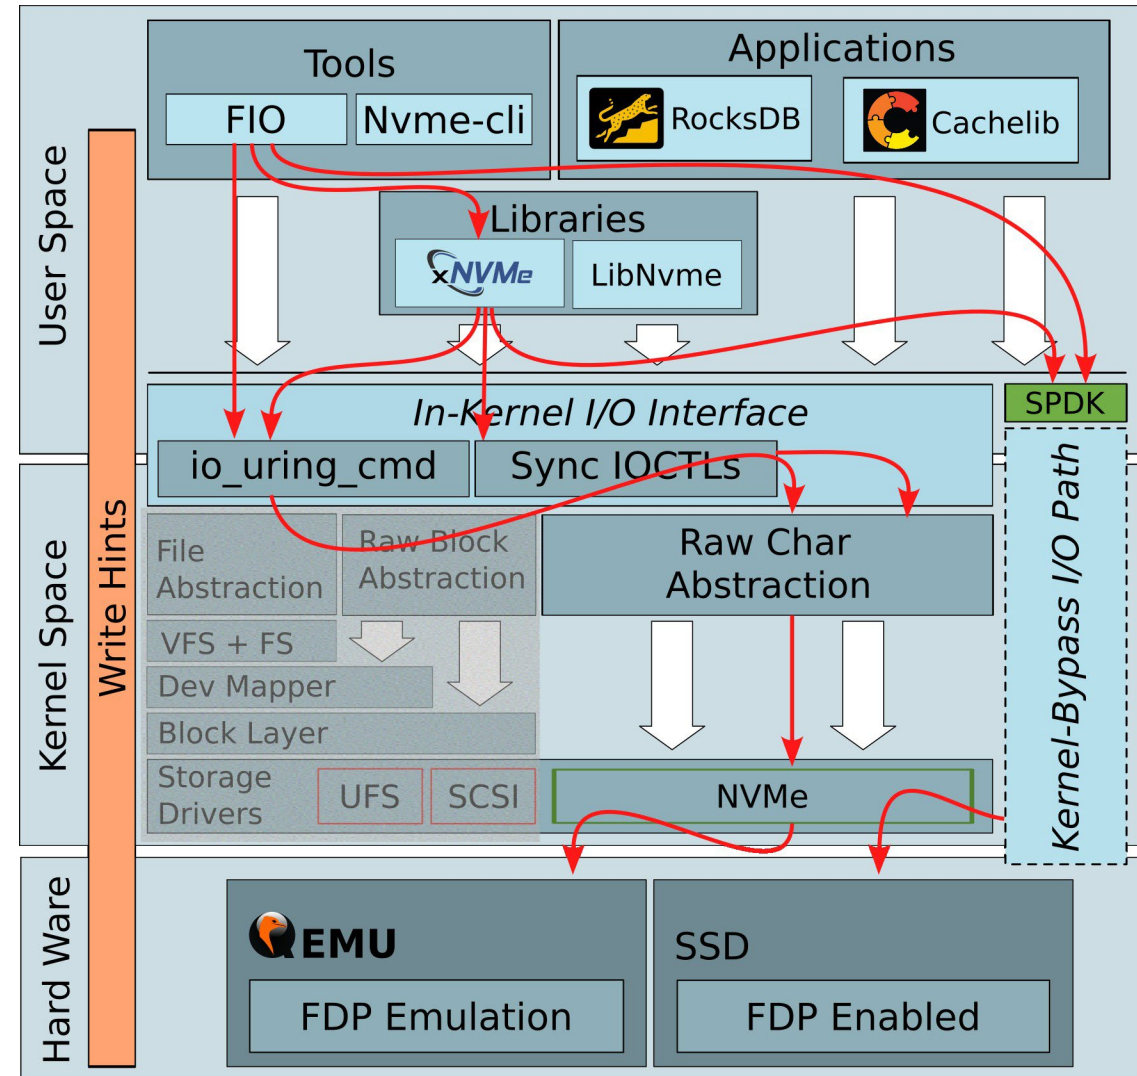 User Space
Kernel Space
Hard Ware
Write Hints
Tools
FIO
Nvme-cli
Applications
RocksDB
Cachelib
Libraries
xNVMe
LibNvme
In-Kernel I/O Interface
SPDK
io_uring_cmd
Sync IOCTLs
Kernel-Bypass I/O Path
File
Abstraction
Raw Block
Abstraction
Raw Char
Abstraction
VFS + FS
Dev Mapper
Block Layer
Storage
Drivers
UFS
SCSI
NVMe
QEMU
FDP Emulation
SSD
FDP Enabled